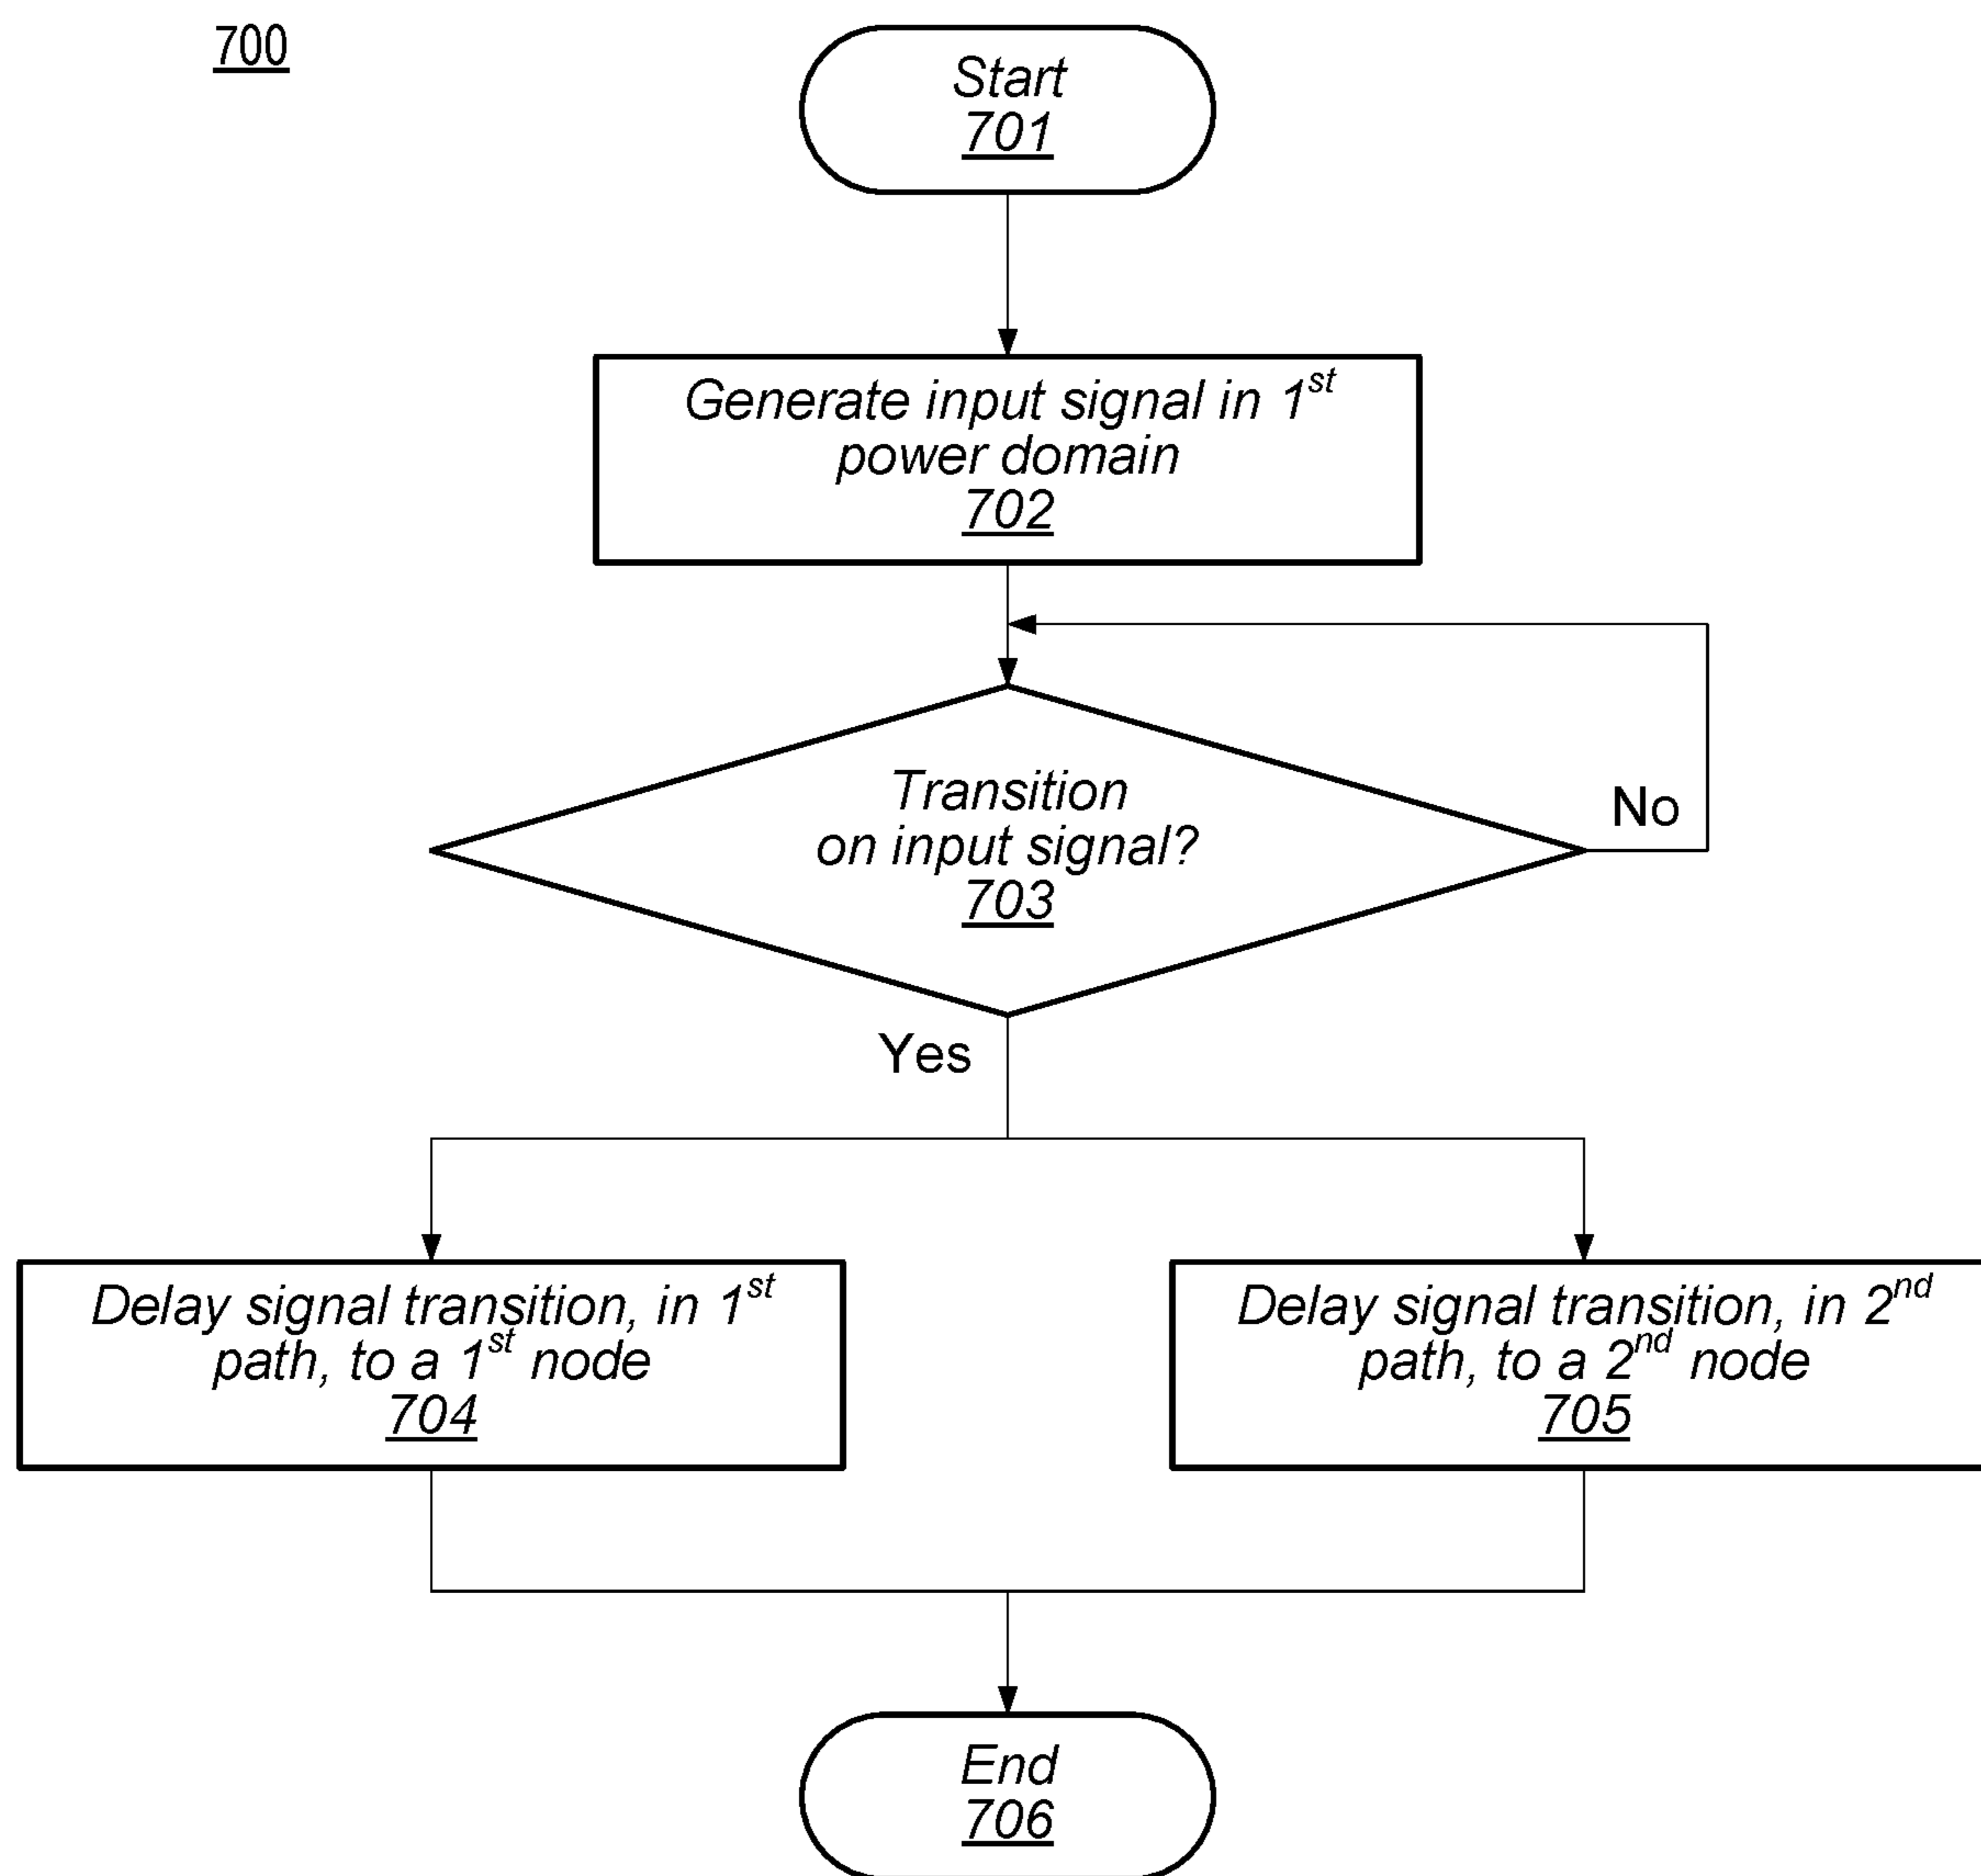 700
Start
701
Generate input signal in 1st
power domain
702
Transition
on input signal?
703
No
Yes
Delay signal transition, in 1st
path, to a 1st node
704
Delay signal transition, in 2nd
path, to a 2nd node
705
End
706